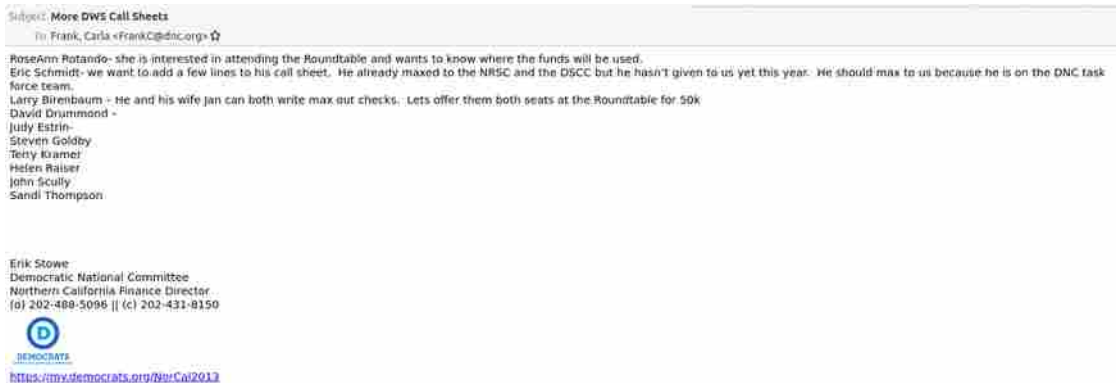 Subject More DWS Call Sheets
To Frank, Carla <FrankC@dnc.org> ☆
RoseAnn Rotando- she is interested in attending the Roundtable and wants to know where the funds will be used.
Eric Schmidt- we want to add a few lines to his call sheet. He already maxed to the NRSC and the DSCC but he hasn't given to us yet this year. He should max to us because he is on the DNC task
force team.
Larry Birenbaum - He and his wife Jan can both write max out checks. Lets offer them both seats at the Roundtable for 50k
David Drummond -
Judy Estrin-
Steven Goldby
Terry Kramer
Helen Raiser
John Scully
Sandi Thompson
Erik Stowe
Democratic National Committee
Northern California Finance Director
(o) 202-488-5096 || (c) 202-431-8150
D
DEMOCRATS
https://my.democrats.org/NorCal2013